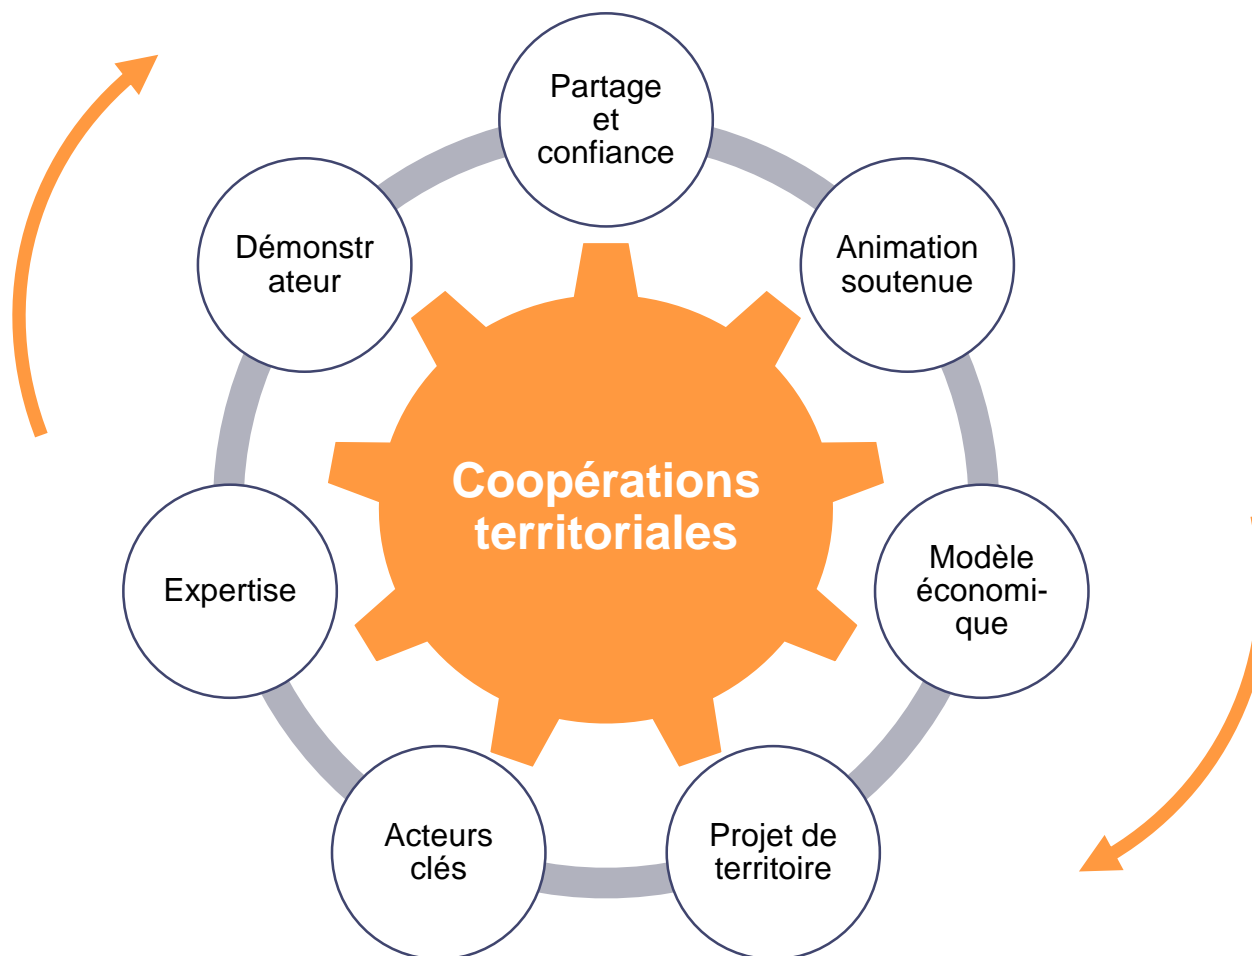 Partage
et
confiance
Animation
soutenue
Modèle
économi-
que
Projet de
territoire
Acteurs
clés
Expertise
Démonstr
ateur
Coopérations
territoriales